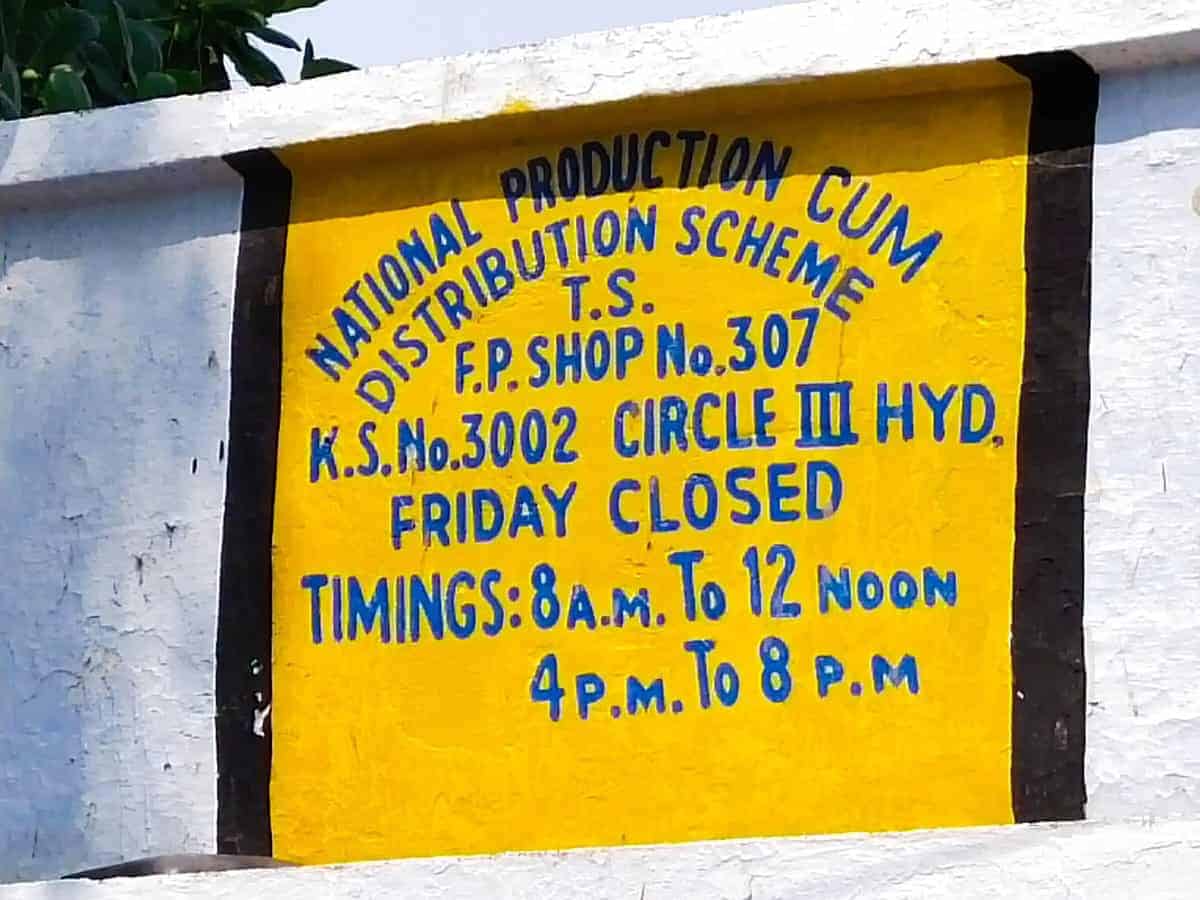 NATIONAL PRODUCTION CUM
DISTRIBUTION SCHEME
T.S.
F.P. SHOP No. 307
K.S. No. 3002 CIRCLE III HYD.
FRIDAY CLOSED
TIMINGS: 8 A.M. To 12 NOON
4 P.M. To 8 P.M